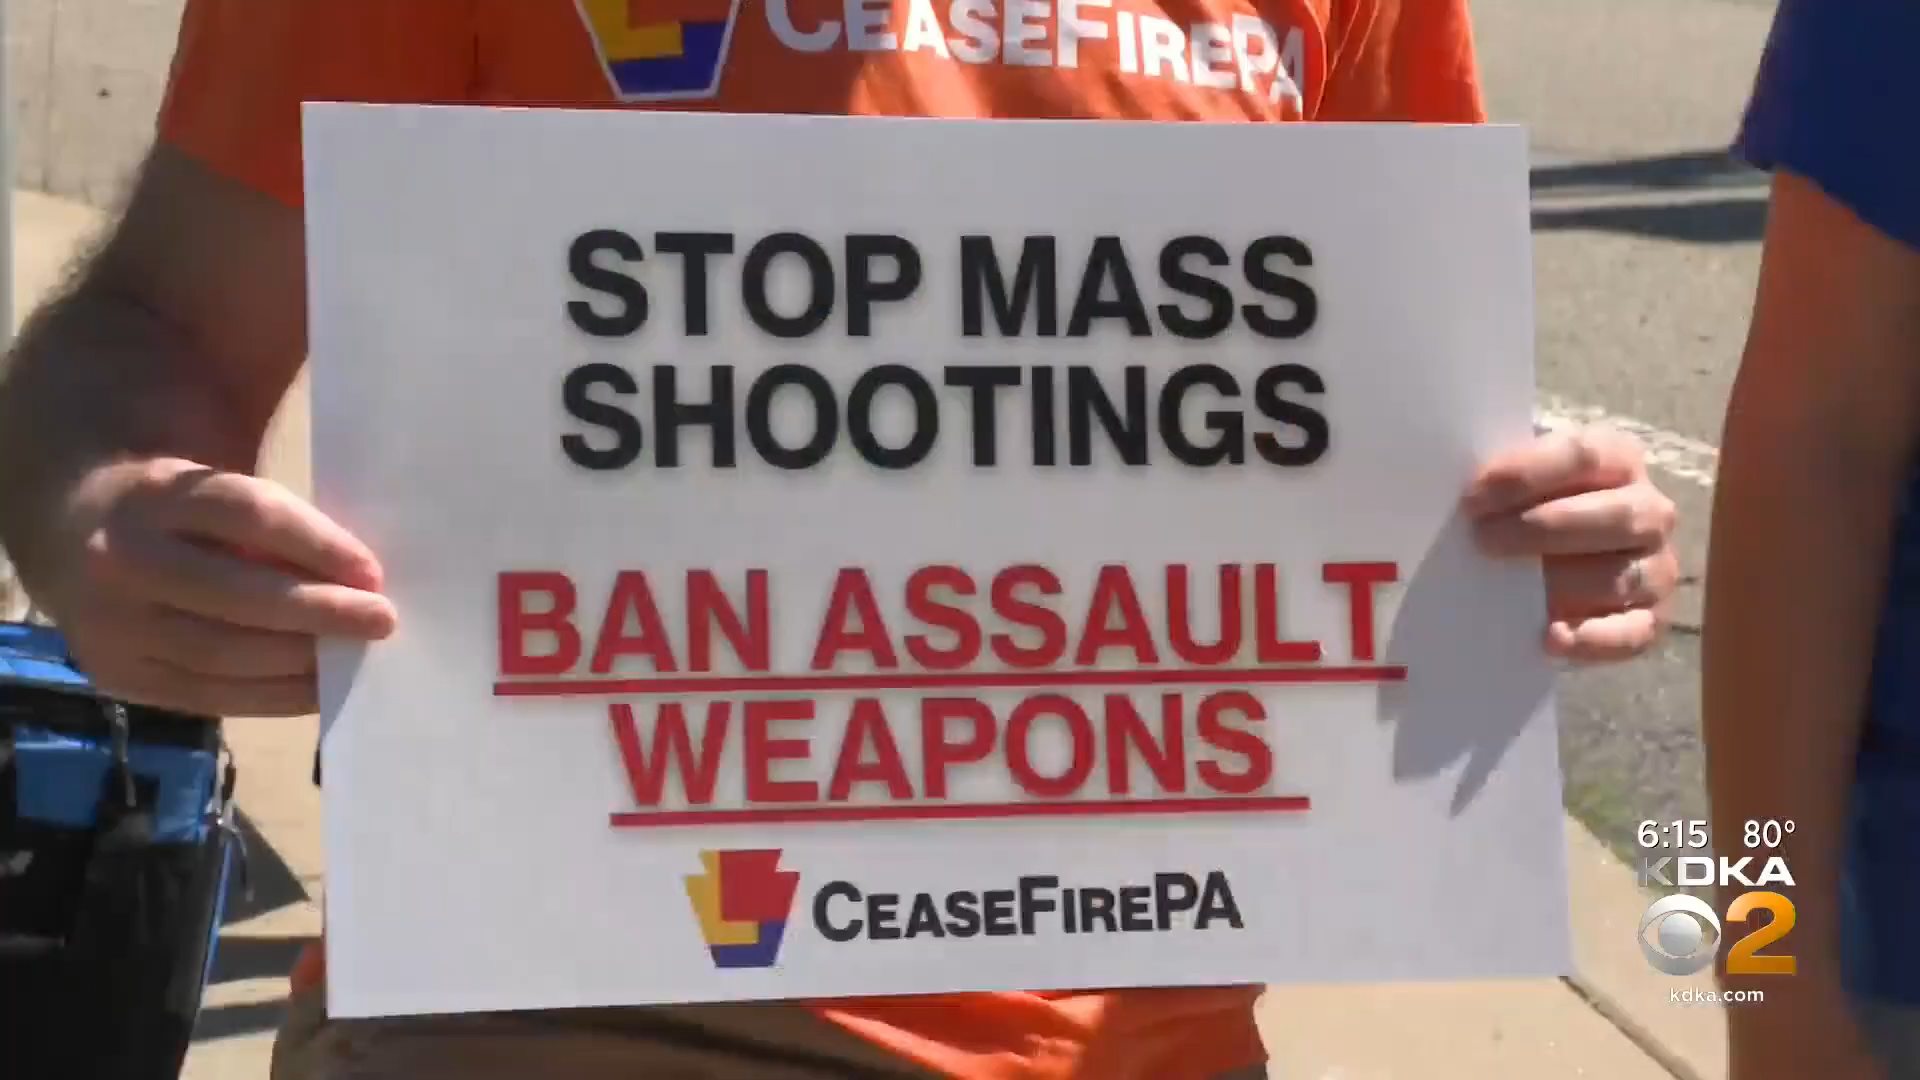 CEASEFIREPA
STOP MASS
SHOOTINGS
BAN ASSAULT
WEAPONS
CEASEFIREPA
6:15 80°
KDKA
2
kdka.com